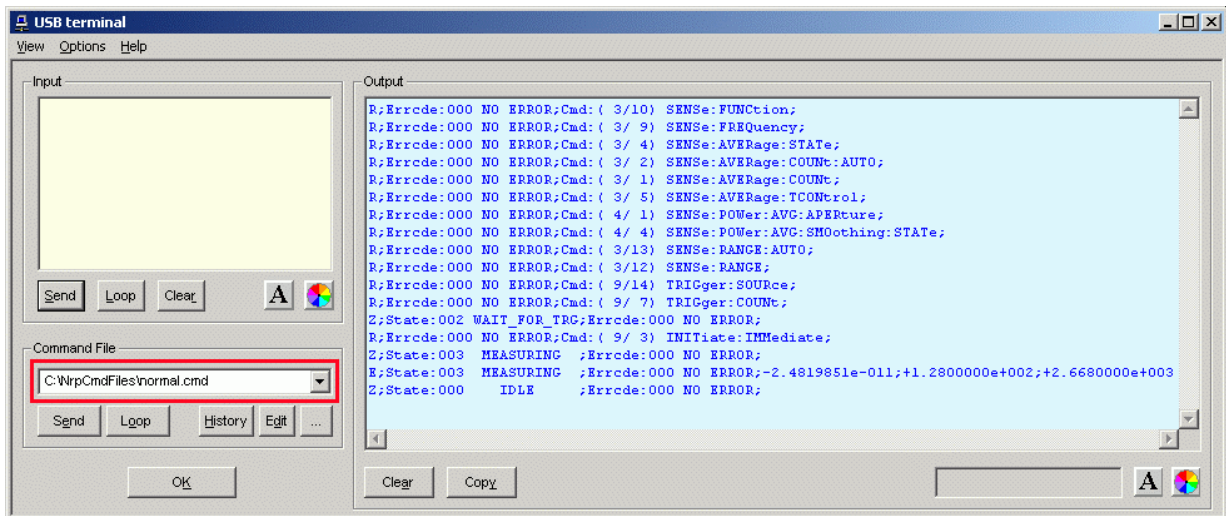 USB terminal
View Options Help
Input
Send Loop Clear A
Command File
C:\NrpCmdFiles\normal.cmd
Send Loop History Edit ...
OK
Output
R;Errcde:000 NO ERROR;Cmd:( 3/10) SENSe:FUNCtion;
R;Errcde:000 NO ERROR;Cmd:( 3/ 9) SENSe:FREQuency;
R;Errcde:000 NO ERROR;Cmd:( 3/ 4) SENSe:AVERage:STATe;
R;Errcde:000 NO ERROR;Cmd:( 3/ 2) SENSe:AVERage:COUNt:AUTO;
R;Errcde:000 NO ERROR;Cmd:( 3/ 1) SENSe:AVERage:COUNt;
R;Errcde:000 NO ERROR;Cmd:( 3/ 5) SENSe:AVERage:TCONtrol;
R;Errcde:000 NO ERROR;Cmd:( 4/ 1) SENSe:POWer:AVG:APERture;
R;Errcde:000 NO ERROR;Cmd:( 4/ 4) SENSe:POWer:AVG:SMOothing:STATe;
R;Errcde:000 NO ERROR;Cmd:( 3/13) SENSe:RANGE:AUTO;
R;Errcde:000 NO ERROR;Cmd:( 3/12) SENSe:RANGE;
R;Errcde:000 NO ERROR;Cmd:( 9/14) TRIGger:SOURce;
R;Errcde:000 NO ERROR;Cmd:( 9/ 7) TRIGger:COUNt;
Z;State:002 WAIT_FOR_TRG;Errcde:000 NO ERROR;
R;Errcde:000 NO ERROR;Cmd:( 9/ 3) INITiate:IMMediate;
Z;State:003 MEASURING ;Errcde:000 NO ERROR;
E;State:003 MEASURING ;Errcde:000 NO ERROR;-2.4819851e-011;+1.2800000e+002;+2.6680000e+003
Z;State:000 IDLE ;Errcde:000 NO ERROR;
Clear Copy A